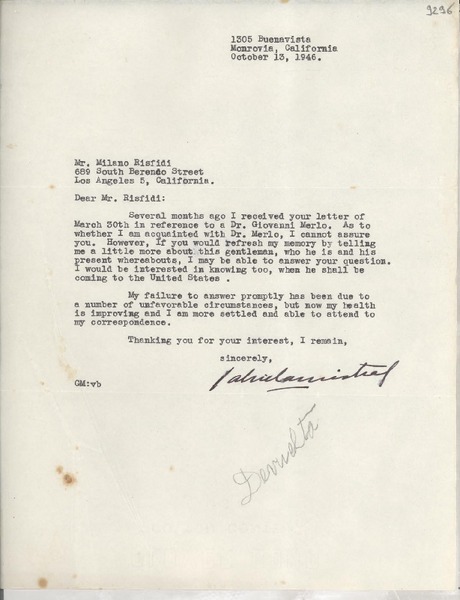 9296
1305 Buenavista
Monrovia, California
October 13, 1946.
Mr. Milano Risfidi
689 South Berendo Street
Los Angeles 5, California.
Dear Mr. Risfidi:
Several months ago I received your letter of
March 30th in reference to a Dr. Giovanni Merlo. As to
whether I am acquainted with Dr. Merlo, I cannot assure
you. However, if you would refresh my memory by telling
me a little more about this gentleman, who he is and his
present whereabouts, I may be able to answer your question.
I would be interested in knowing too, when he shall be
coming to the United States .
My failure to answer promptly has been due to
a number of unfavorable circumstances, but now my health
is improving and I am more settled and able to attend to
my correspondence.
Thanking you for your interest, I remain,
sincerely,
Gabriela Mistral
GM:vb
Devuelta